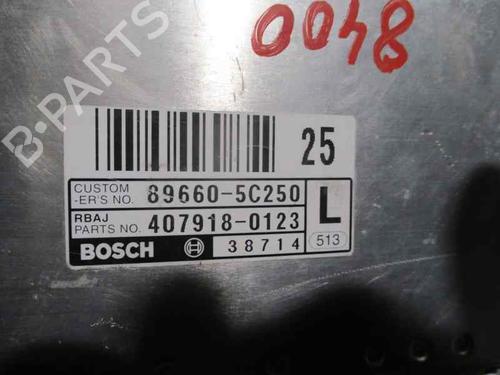 0048
B-PARTS
25
CUSTOM
-ER'S NO. 89660-5C250
L
RBAJ
PARTS NO. 407918-0123
BOSCH 38714
513